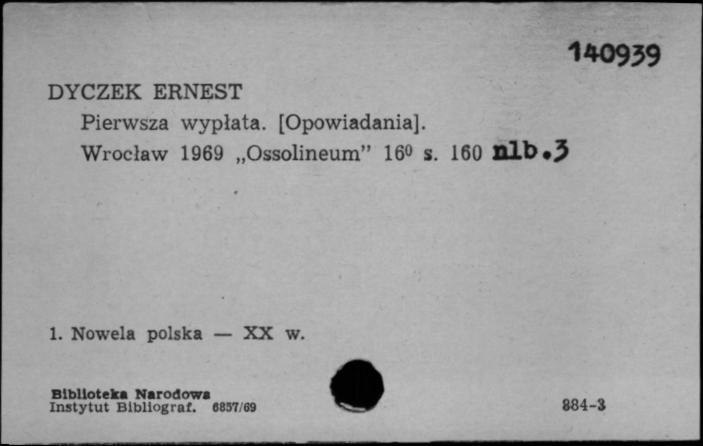 140939
DYCZEK ERNEST
Pierwsza wypłata. [Opowiadania].
Wrocław 1969 „Ossolineum” 16⁰ s. 160 nlb.3
1. Nowela polska — XX w.
Biblioteka Narodowa
Instytut Bibliograf. 6857/69
884-3